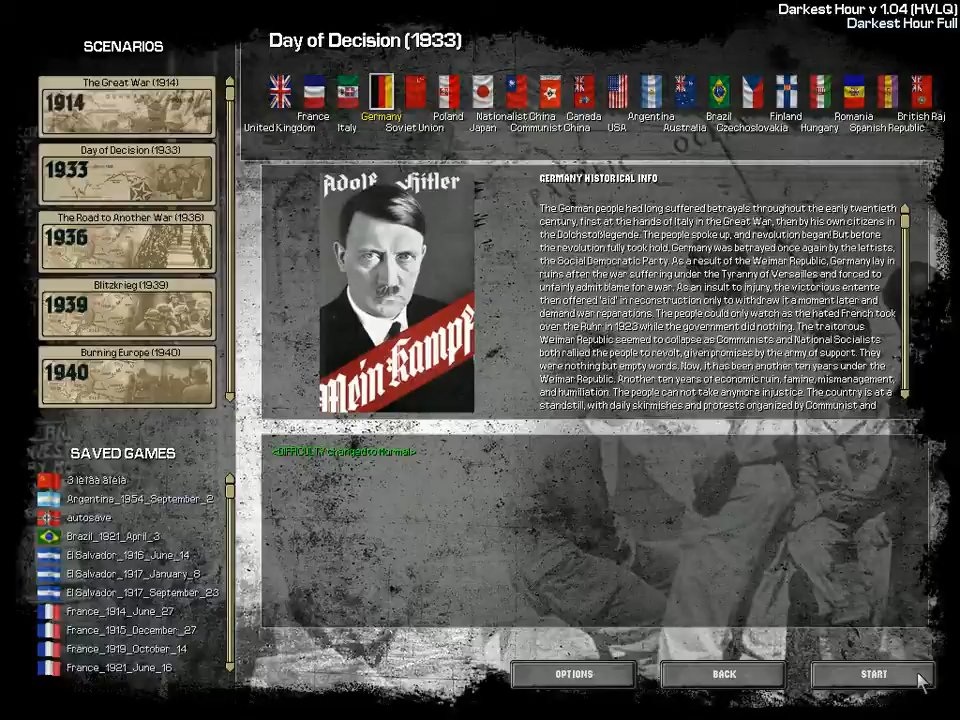 Darkest Hour v 1.04 (HVLQ)
Darkest Hour Full
SCENARIOS
Day of Decision (1933)
The Great War (1914)
1914
Day of Decision (1933)
1933
The Road to Another War (1936)
1936
Blitzkrieg (1939)
1939
Burning Europe (1940)
1940
France
Germany
Poland
Nationalist China
Canada
Argentina
Brazil
Finland
Romania
British Raj
United Kingdom
Italy
Soviet Union
Japan
Communist China
USA
Australia
Czechoslovakia
Hungary
Spanish Republic
Adolf Hitler
Mein Kampf
GERMANY HISTORICAL INFO
The German people had long suffered betrayals throughout the early twentieth
century, first at the hands of Italy in the Great War, then by his own citizens in
the Dolchstoßlegende. The people spoke up, and revolution began! But before
the revolution fully took hold, Germany was betrayed once again by the leftists,
the Social Democratic Party. As a result of the Weimar Republic, Germany lay in
ruins after the war suffering under the Tyranny of Versailles and forced to
unfairly admit blame for a war. As an insult to injury, the victorious entente
then offered 'aid' in reconstruction only to withdraw it a moment later and
demand war reparations. The people could only watch as the hated French took
over the Ruhr in 1923 while the government did nothing. The traitorous
Weimar Republic seemed to collapse as Communists and National Socialists
both rallied the people to revolt, given promises by the army of support. They
were nothing but empty words. Now, it has been another ten years under the
Weimar Republic. Another ten years of economic ruin, famine, mismanagement,
and humiliation. The people can not take anymore injustice. The country is at a
standstill, with daily skirmishes and protests organized by Communist and
<DIFFICULTY changed to Normal>
SAVED GAMES
Argentina_1954_September_2
autosave
Brazil_1921_April_3
El Salvador_1916_June_14
El Salvador_1917_January_8
El Salvador_1917_September_23
France_1914_June_27
France_1915_December_27
France_1919_October_14
France_1921_June_16
OPTIONS
BACK
START